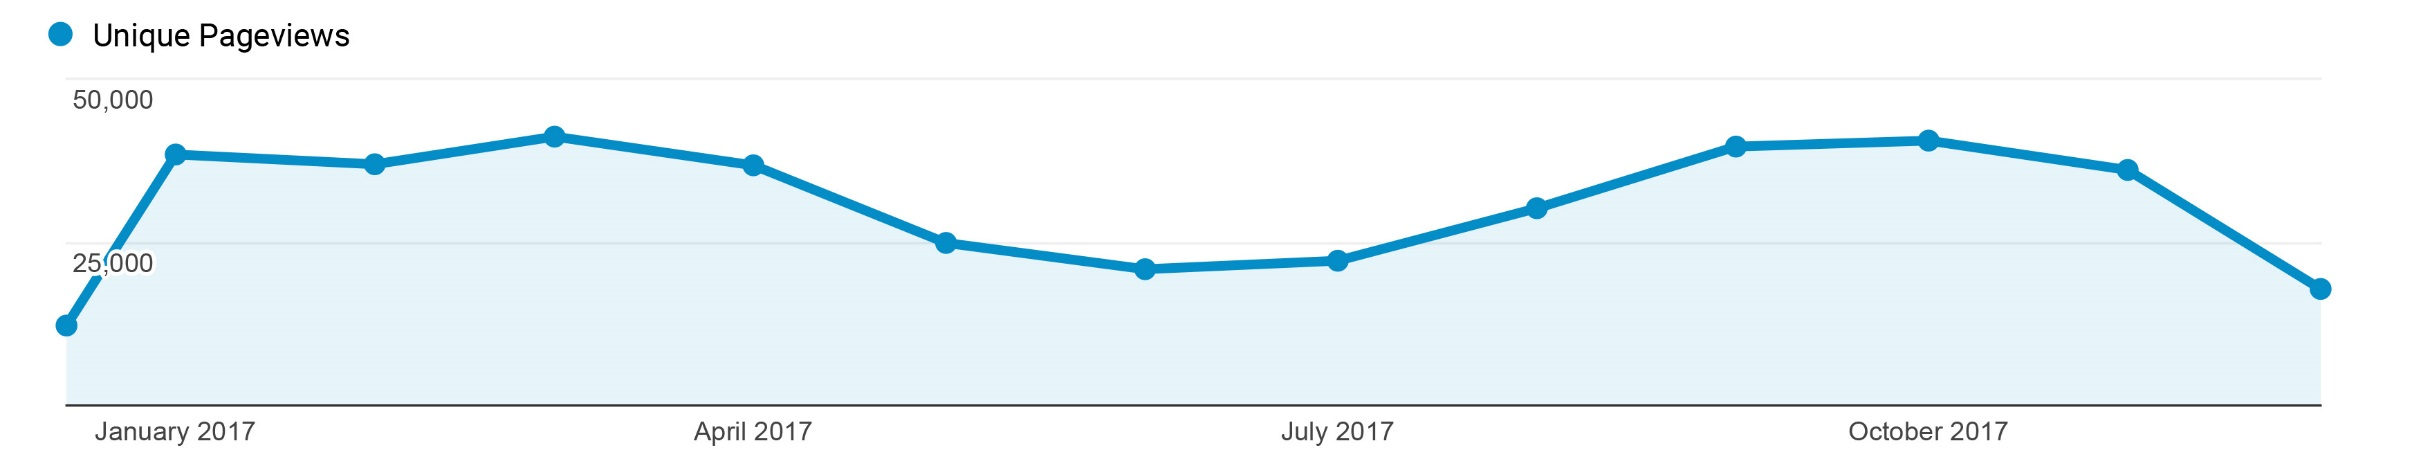 Unique Pageviews
50,000
25,000
January 2017 April 2017 July 2017 October 2017